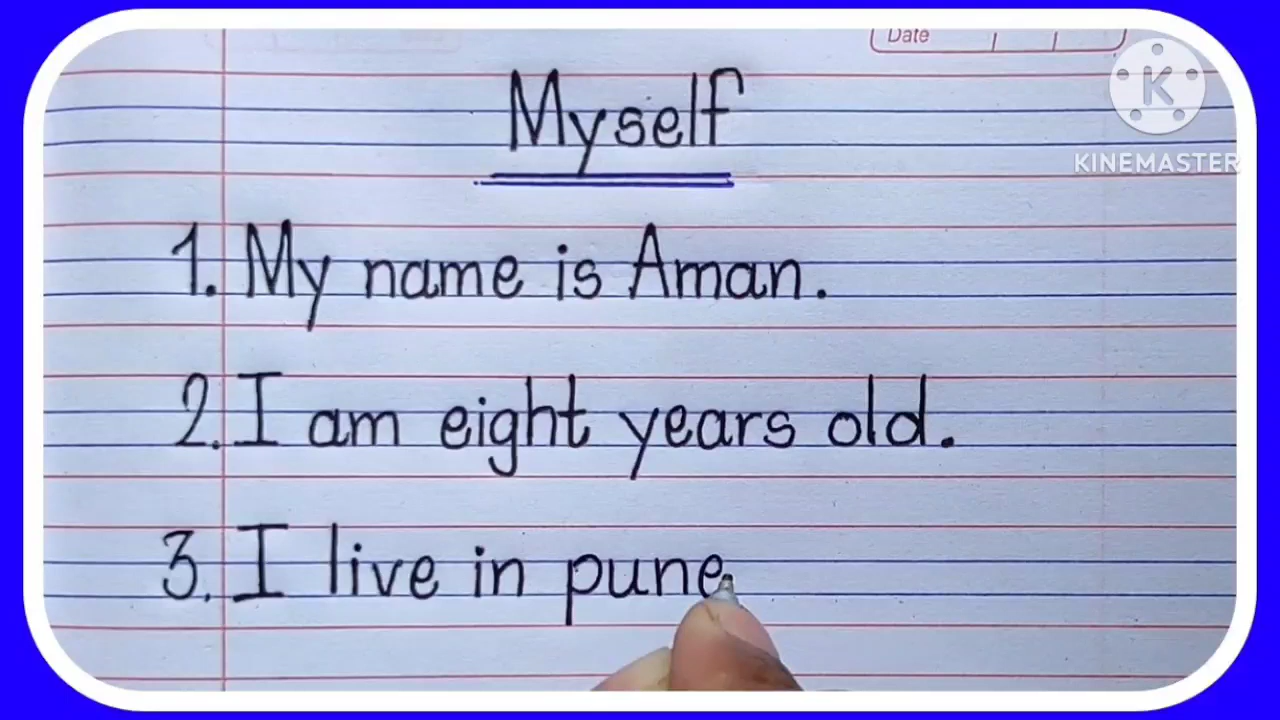 Date
Myself
K
KINEMASTER
1. My name is Aman.
2. I am eight years old.
3. I live in pune